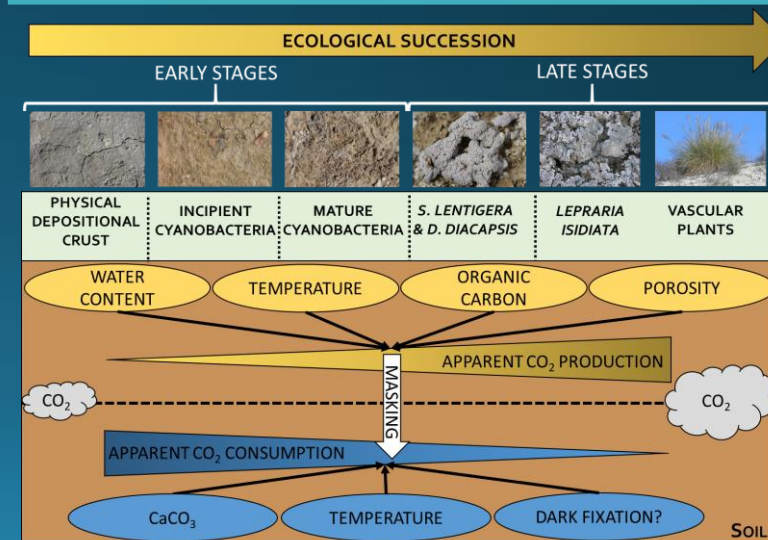 ECOLOGICAL SUCCESSION
EARLY STAGES
LATE STAGES
PHYSICAL
DEPOSITIONAL
CRUST
INCIPIENT
CYANOBACTERIA
MATURE
CYANOBACTERIA
S. LENTIGERA
& D. DIACAPSIS
LEPRARIA
ISIDIATA
VASCULAR
PLANTS
WATER
CONTENT
TEMPERATURE
ORGANIC
CARBON
POROSITY
APPARENT CO₂ PRODUCTION
MASKING
CO₂
CO₂
APPARENT CO₂ CONSUMPTION
CaCO₃
TEMPERATURE
DARK FIXATION?
SOIL